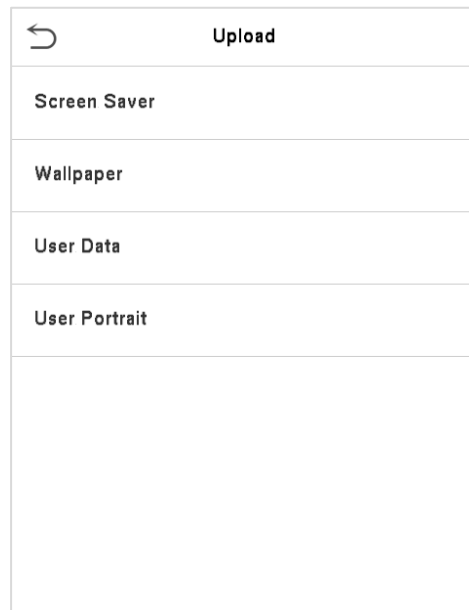 Upload
Screen Saver
Wallpaper
User Data
User Portrait